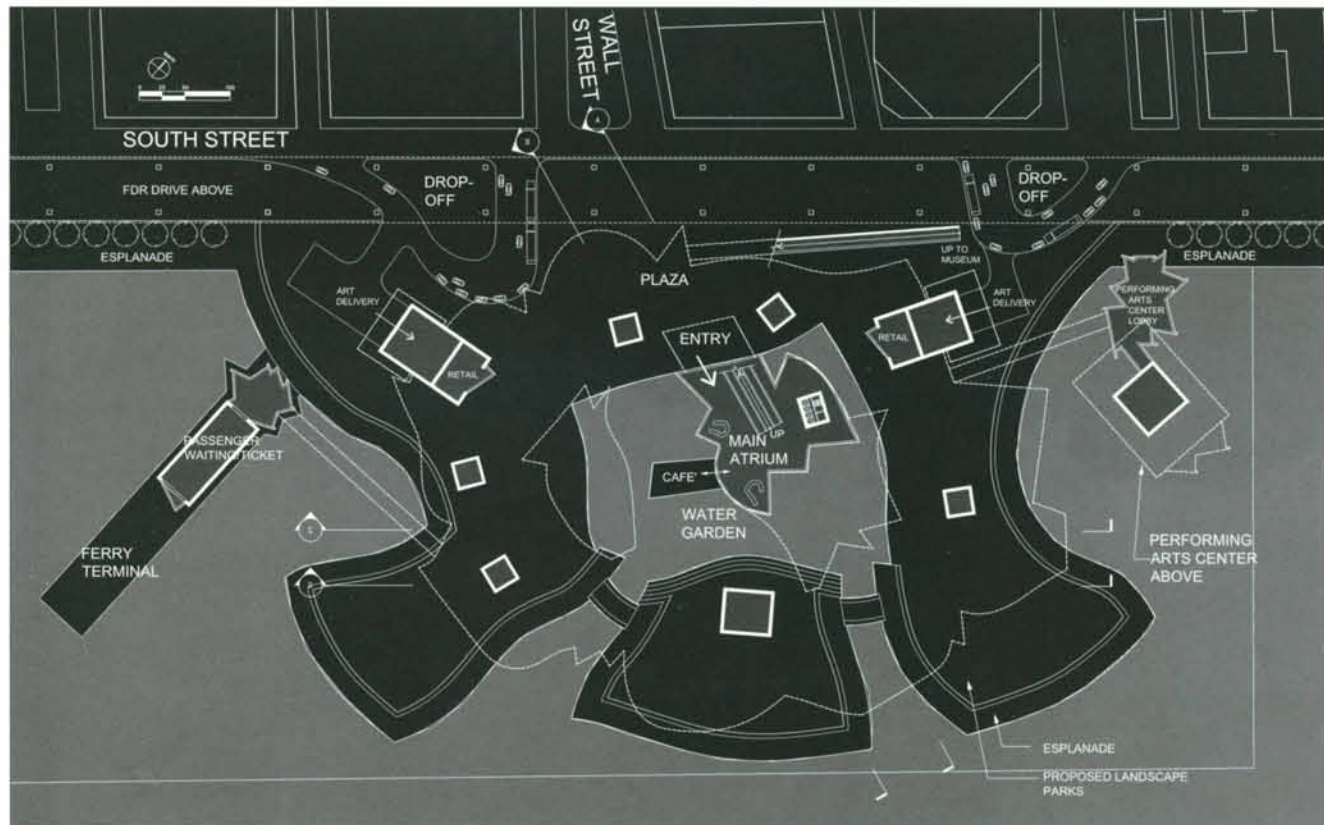 WALL
STREET
SOUTH STREET
A
B
FDR DRIVE ABOVE
DROP-
OFF
DROP-
OFF
ESPLANADE
ESPLANADE
UP TO
MUSEUM
PLAZA
ART
DELIVERY
ART
DELIVERY
PERFORMING
ARTS
CENTER
LOBBY
ENTRY
RETAIL
RETAIL
UP
MAIN
ATRIUM
PASSENGER
WAITING/TICKET
CAFE'
WATER
GARDEN
FERRY
TERMINAL
PERFORMING
ARTS CENTER
ABOVE
ESPLANADE
PROPOSED LANDSCAPE
PARKS